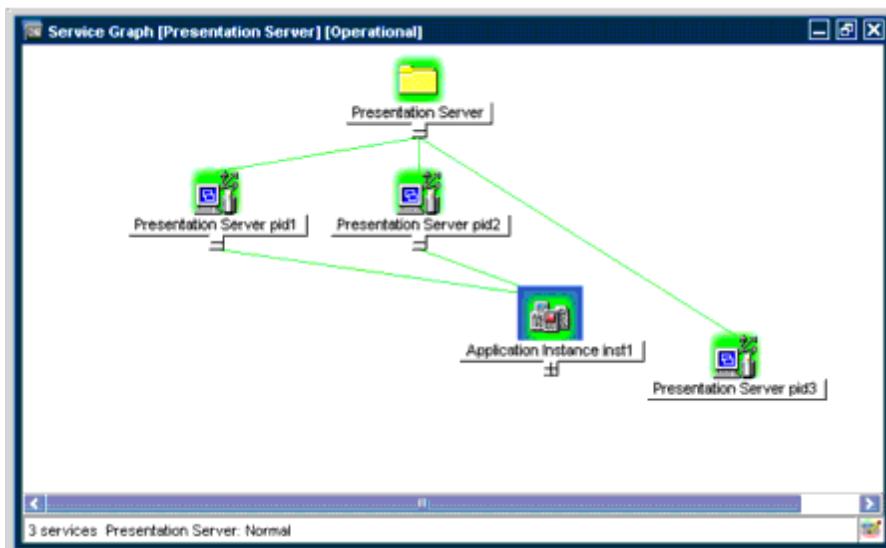 Service Graph [Presentation Server] [Operational]
Presentation Server
Presentation Server pid1
Presentation Server pid2
Application Instance inst1
Presentation Server pid3
3 services Presentation Server: Normal